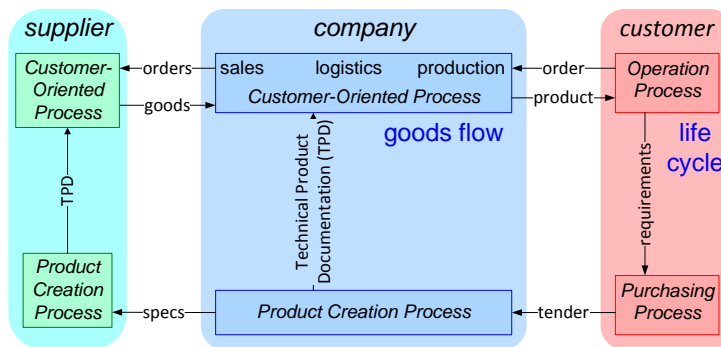 supplier
company
customer
Customer-
Oriented
Process
orders
goods
sales logistics production
Customer-Oriented Process
order
product
Operation
Process
goods flow
life
cycle
TPD
Technical Product
Documentation (TPD)
requirements
Product
Creation
Process
specs
Product Creation Process
tender
Purchasing
Process